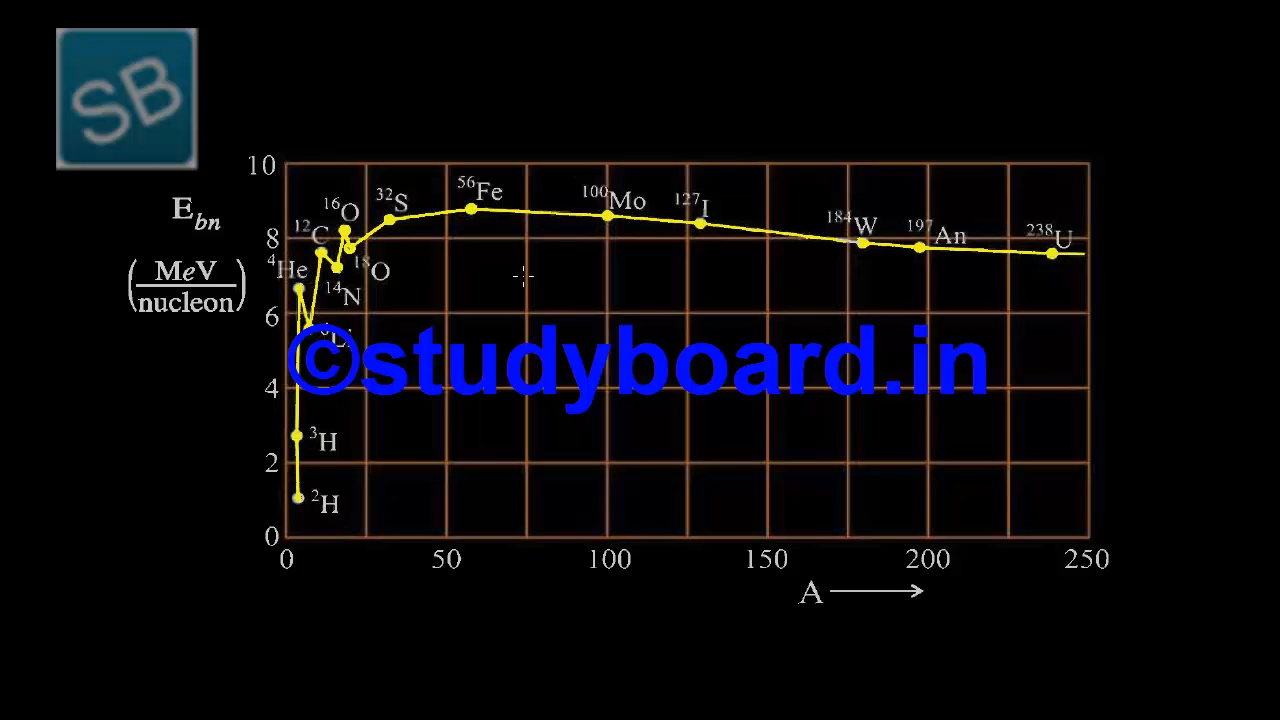 SB
10
E_bn
(MeV/nucleon)
8
6
4
2
0
0 50 100 150 200 250
A
⁵⁶Fe
³²S
¹⁶O
¹⁰⁰Mo
¹²⁷I
¹²C
¹⁸⁴W
¹⁹⁷An
²³⁸U
⁴He
¹⁸O
¹⁴N
⁶Li
³H
²H
©studyboard.in